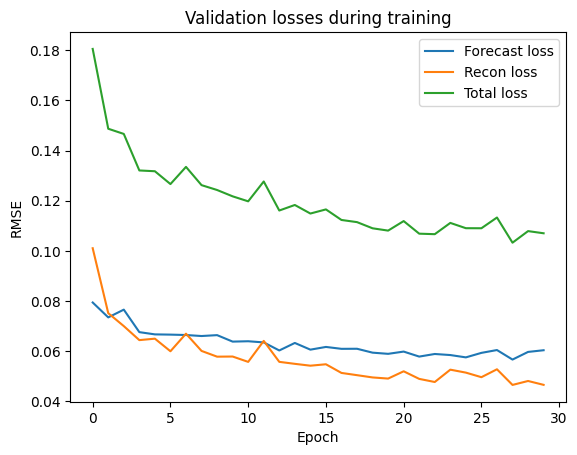 Validation losses during training
Forecast loss
Recon loss
Total loss
RMSE
0.18
0.16
0.14
0.12
0.10
0.08
0.06
0.04
0
5
10
15
20
25
30
Epoch